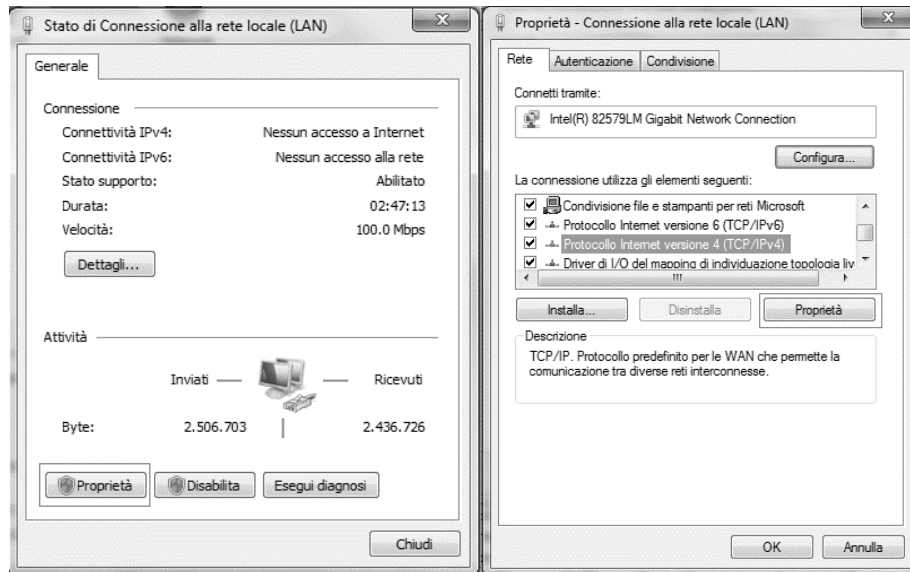 Stato di Connessione alla rete locale (LAN)
Generale
Connessione
Connettività IPv4: Nessun accesso a Internet
Connettività IPv6: Nessun accesso alla rete
Stato supporto: Abilitato
Durata: 02:47:13
Velocità: 100.0 Mbps
Dettagli...
Attività
Inviati Ricevuti
Byte: 2.506.703 2.436.726
Proprietà Disabilita Esegui diagnosi
Chiudi
Proprietà - Connessione alla rete locale (LAN)
Rete Autenticazione Condivisione
Connetti tramite:
Intel(R) 82579LM Gigabit Network Connection
Configura...
La connessione utilizza gli elementi seguenti:
Condivisione file e stampanti per reti Microsoft
Protocollo Internet versione 6 (TCP/IPv6)
Protocollo Internet versione 4 (TCP/IPv4)
Driver di I/O del mapping di individuazione topologia liv
Installa... Disinstalla Proprietà
Descrizione
TCP/IP. Protocollo predefinito per le WAN che permette la
comunicazione tra diverse reti interconnesse.
OK Annulla